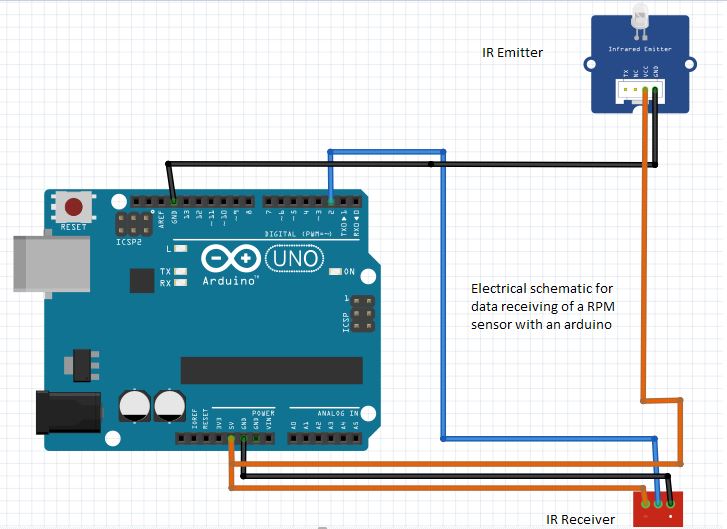 IR Emitter
Infrared Emitter
TX
NC
VCC
GND
RESET
ICSP2
AREF
GND
13
12
~11
~10
~9
8
7
~6
~5
4
~3
2
TX0▶1
RX0◀0
DIGITAL (PWM=~)
L
TX
RX
UNO
Arduino™
ON
1
ICSP
Electrical schematic for
data receiving of a RPM
sensor with an arduino
POWER
ANALOG IN
IOREF
RESET
3V3
5V
GND
GND
VIN
A0
A1
A2
A3
A4
A5
IR Receiver